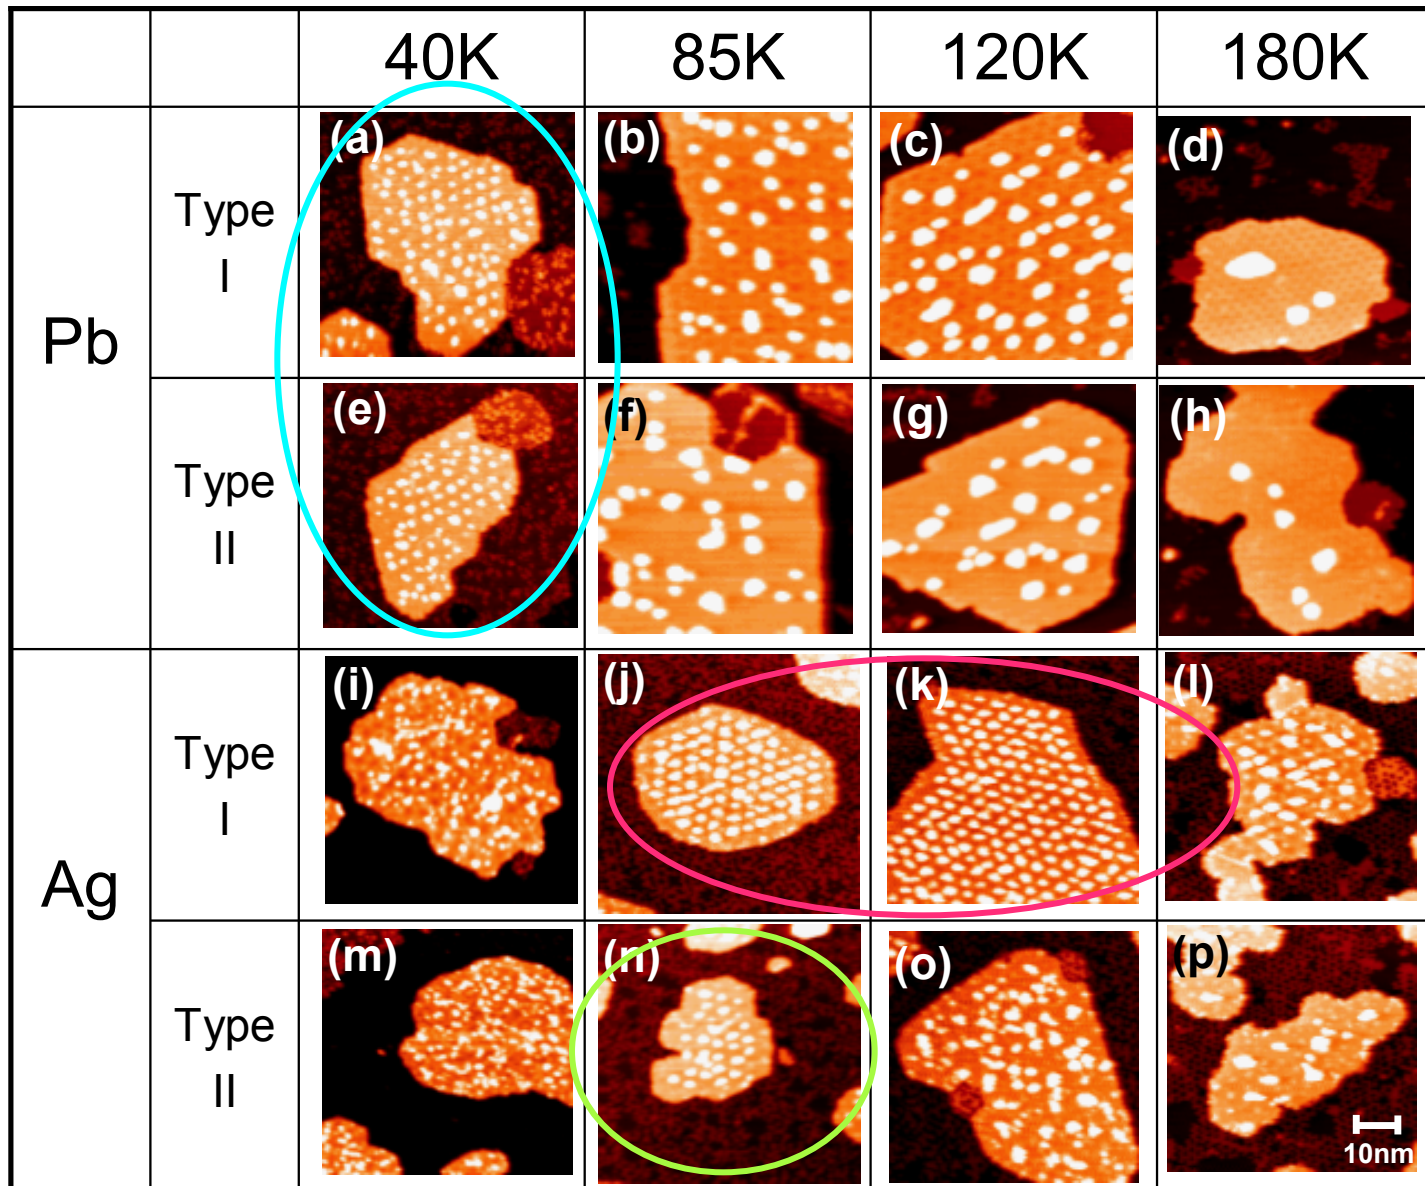 40K 85K 120K 180K
Pb
Type
I
(a) (b) (c) (d)
Type
II
(e) (f) (g) (h)
Ag
Type
I
(i) (j) (k) (l)
Type
II
(m) (n) (o) (p)
10nm